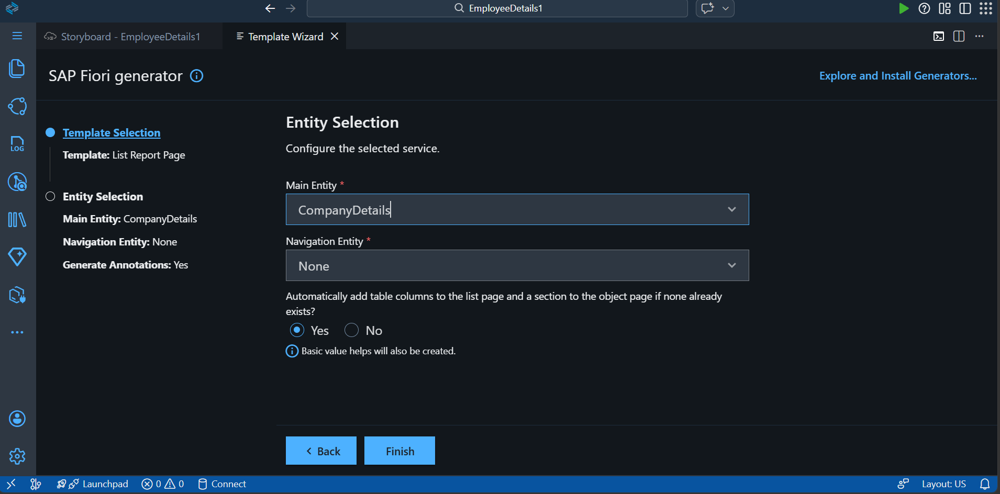 EmployeeDetails1
Storyboard - EmployeeDetails1
Template Wizard
SAP Fiori generator
Explore and Install Generators...
LOG
Template Selection
Template: List Report Page
Entity Selection
Main Entity: CompanyDetails
Navigation Entity: None
Generate Annotations: Yes
Entity Selection
Configure the selected service.
Main Entity *
CompanyDetails
Navigation Entity *
None
Automatically add table columns to the list page and a section to the object page if none already
exists?
Yes No
Basic value helps will also be created.
Back Finish
Launchpad 0 0 Connect Layout: US